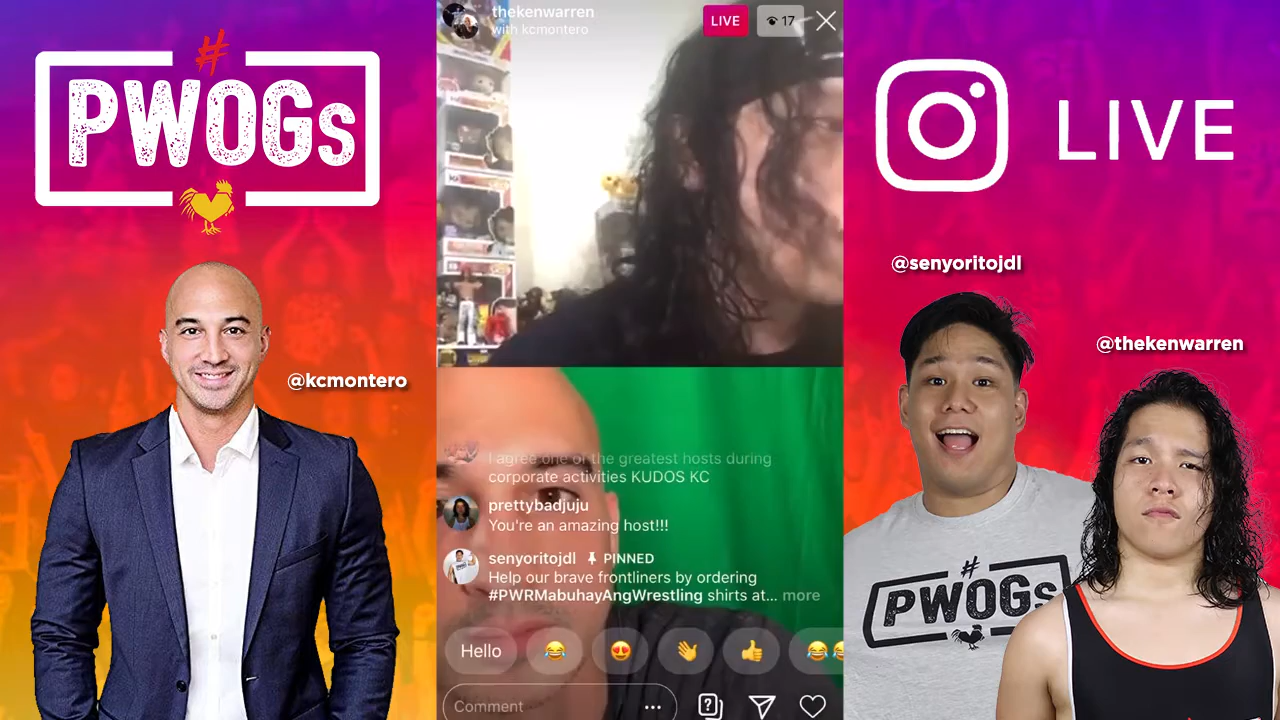 #
PWOGs
@kcmontero
thekenwarren
with kcmontero
LIVE
17
I agree one of the greatest hosts during
corporate activities KUDOS KC
prettybadjuju
You're an amazing host!!!
senyoritojdl PINNED
Help our brave frontliners by ordering
#PWRMabuhayAngWrestling shirts at... more
Hello
Comment
LIVE
@senyoritojdl
@thekenwarren
#
PWOGs